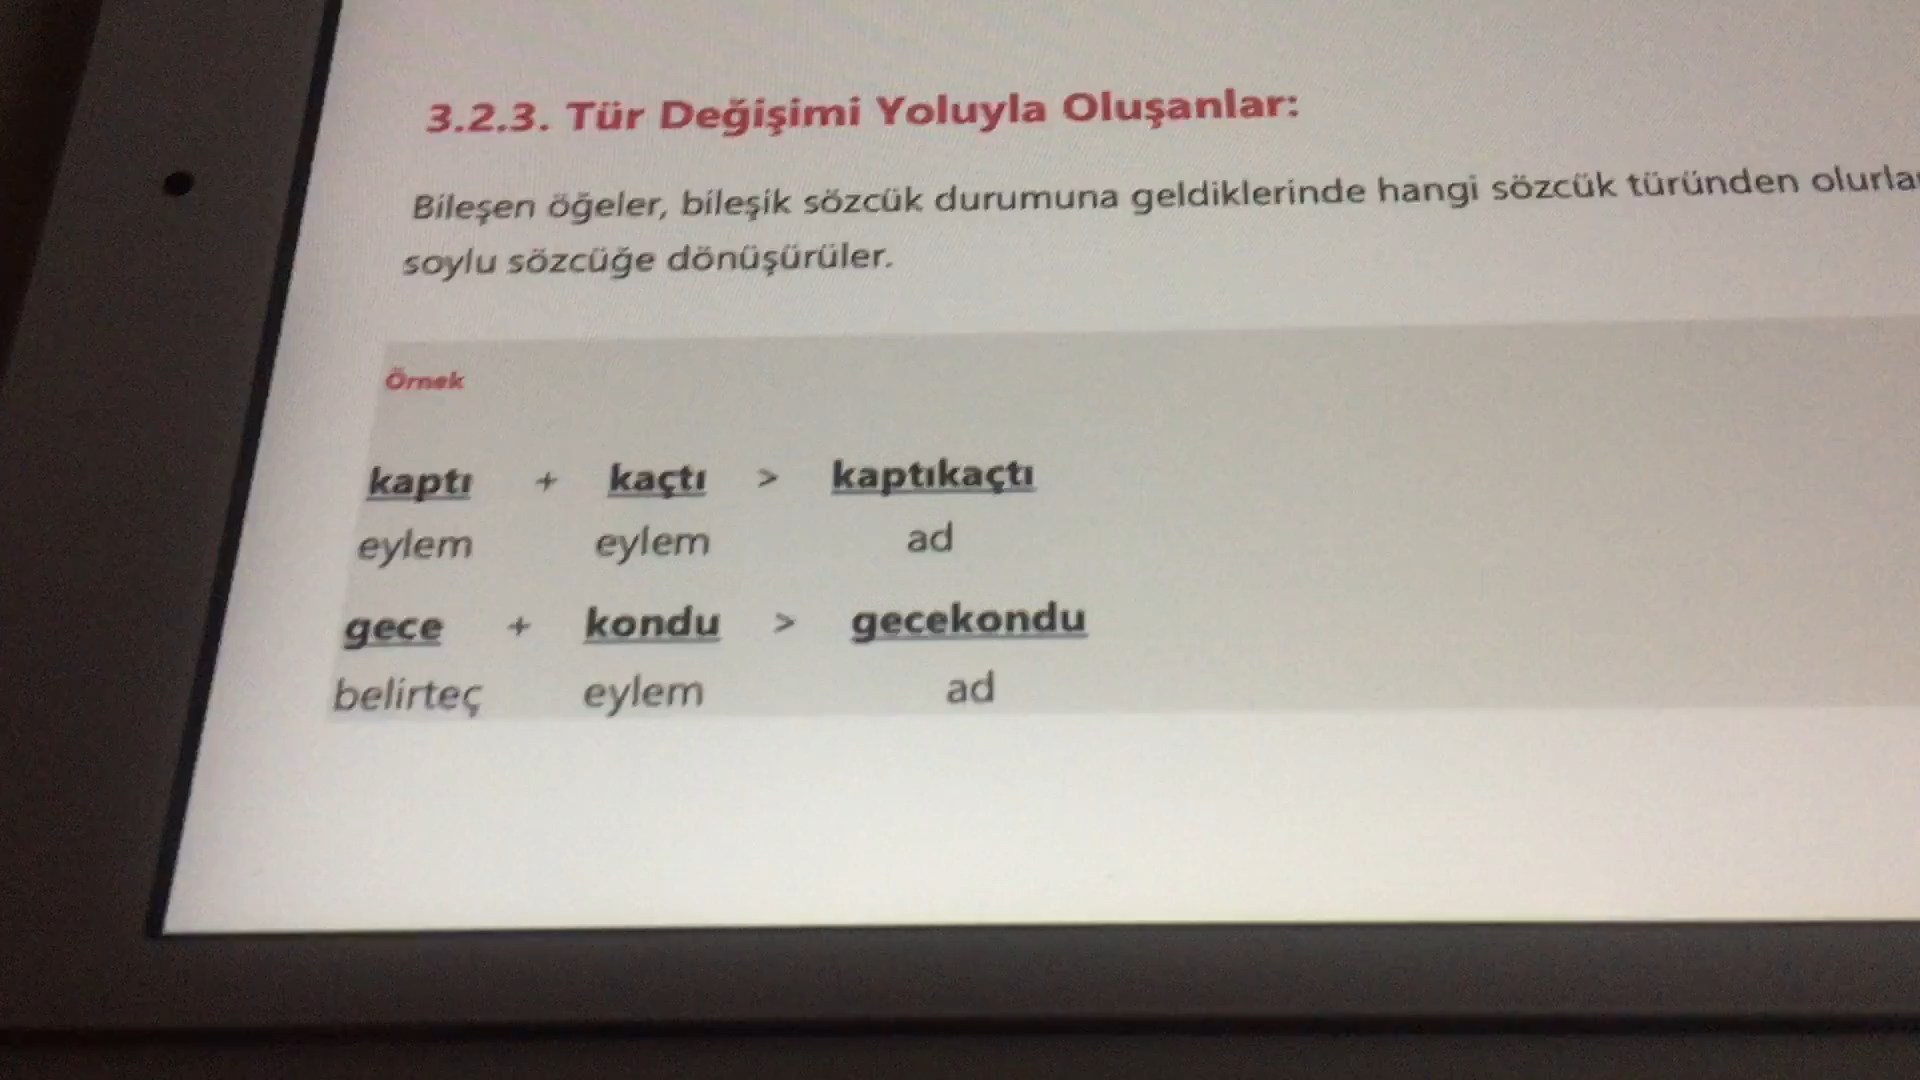 3.2.3. Tür Değişimi Yoluyla Oluşanlar:
Bileşen öğeler, bileşik sözcük durumuna geldiklerinde hangi sözcük türünden
soylu sözcüğe dönüşürüler.
Örnek
kaptı + kaçtı > kaptıkaçtı
eylem eylem ad
gece + kondu > gecekondu
belirteç eylem ad